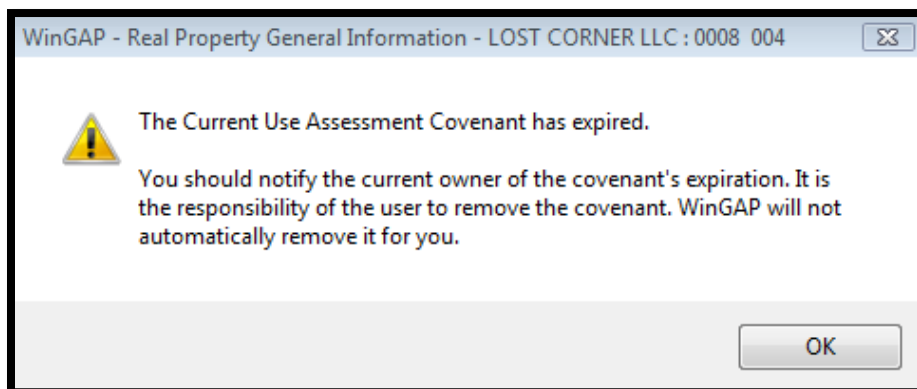 WinGAP - Real Property General Information - LOST CORNER LLC : 0008  004
The Current Use Assessment Covenant has expired.
You should notify the current owner of the covenant's expiration. It is
the responsibility of the user to remove the covenant. WinGAP will not
automatically remove it for you.
OK